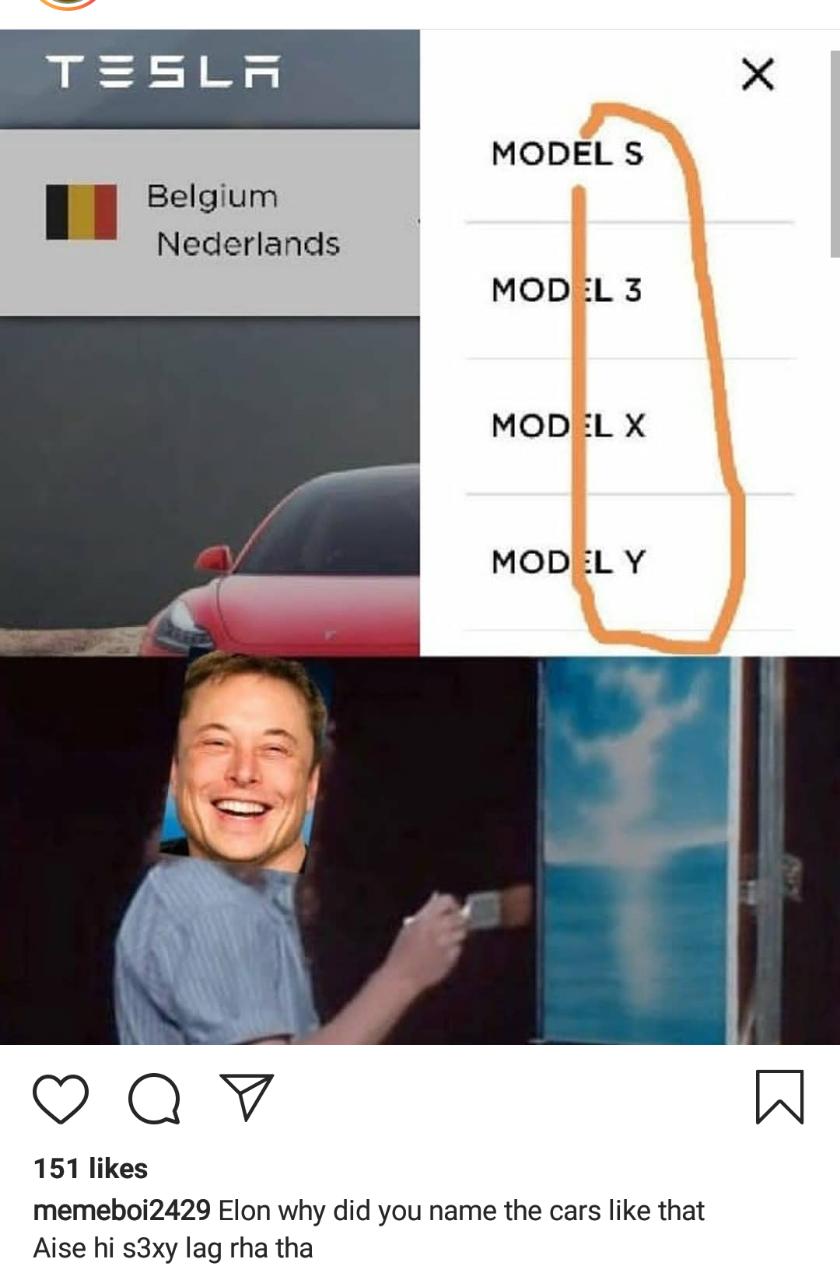 TESLA
Belgium
Nederlands
MODEL S
MODEL 3
MODEL X
MODEL Y
151 likes
memeboi2429 Elon why did you name the cars like that
Aise hi s3xy lag rha tha